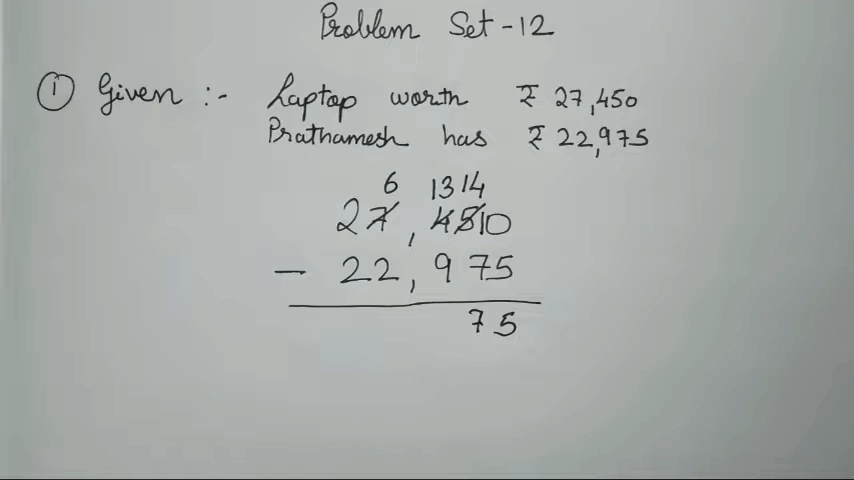 Problem Set -12
① Given :- Laptop worth ₹ 27,450
Prathamesh has ₹ 22,975
6 13 14
27,4510
- 22,975
75